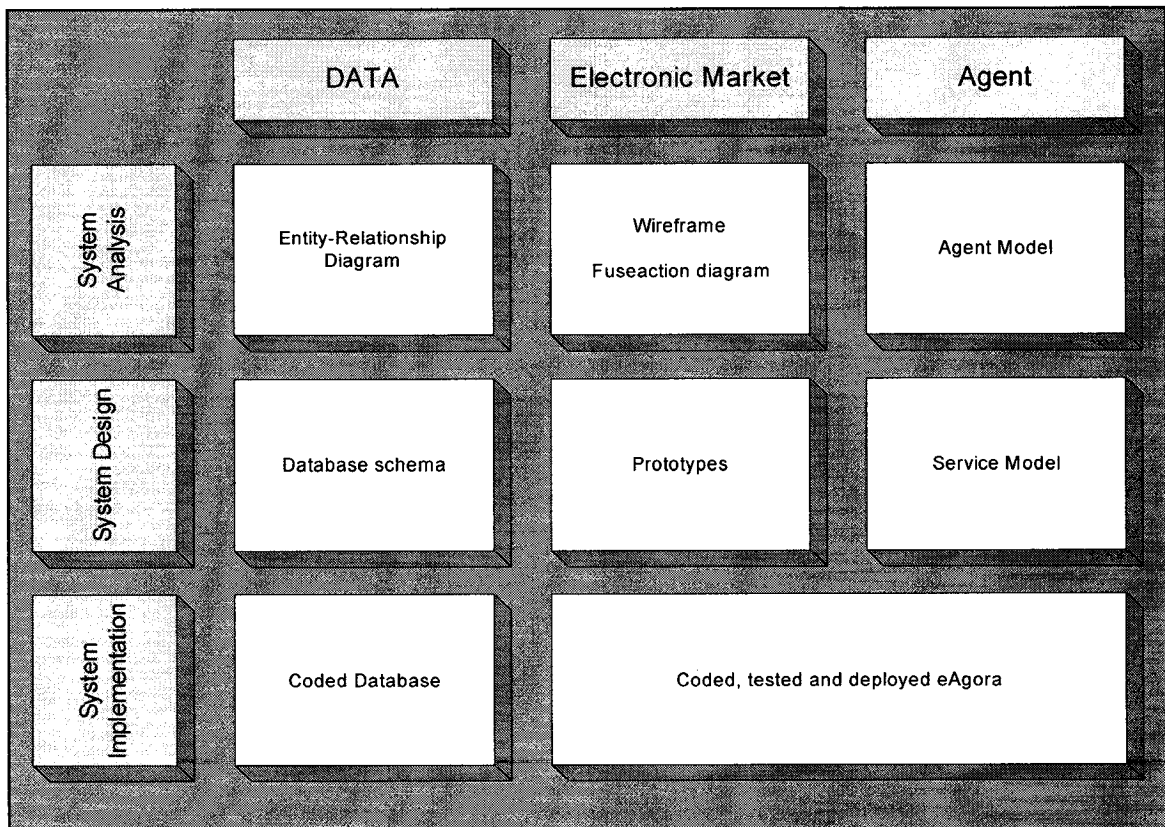 DATA
Electronic Market
Agent
System
Analysis
Entity-Relationship
Diagram
Wireframe
Fuseaction diagram
Agent Model
System Design
Database schema
Prototypes
Service Model
System
Implementation
Coded Database
Coded, tested and deployed eAgora